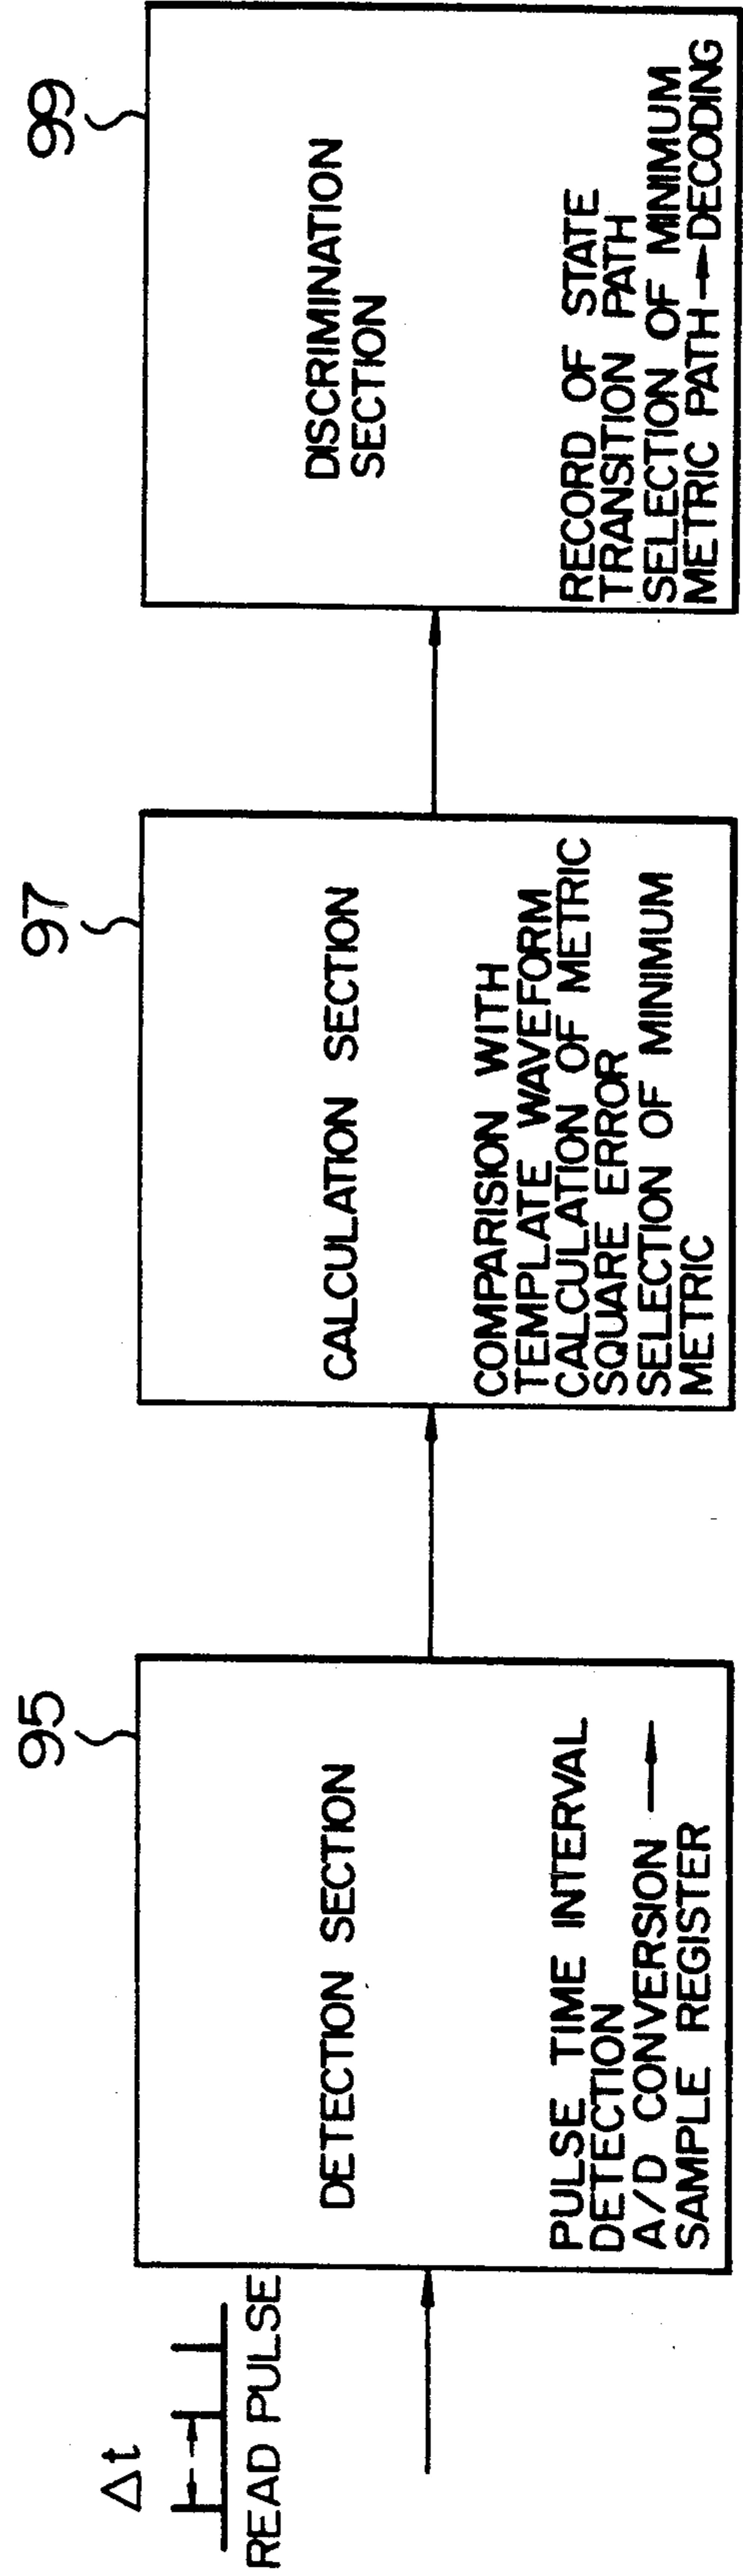 Δt
READ PULSE
95
DETECTION SECTION
PULSE TIME INTERVAL
DETECTION
A/D CONVERSION →
SAMPLE REGISTER
97
CALCULATION SECTION
COMPARISION WITH
TEMPLATE WAVEFORM
CALCULATION OF METRIC
SQUARE ERROR
SELECTION OF MINIMUM
METRIC
99
DISCRIMINATION
SECTION
RECORD OF STATE
TRANSITION PATH
SELECTION OF MINIMUM
METRIC PATH → DECODING